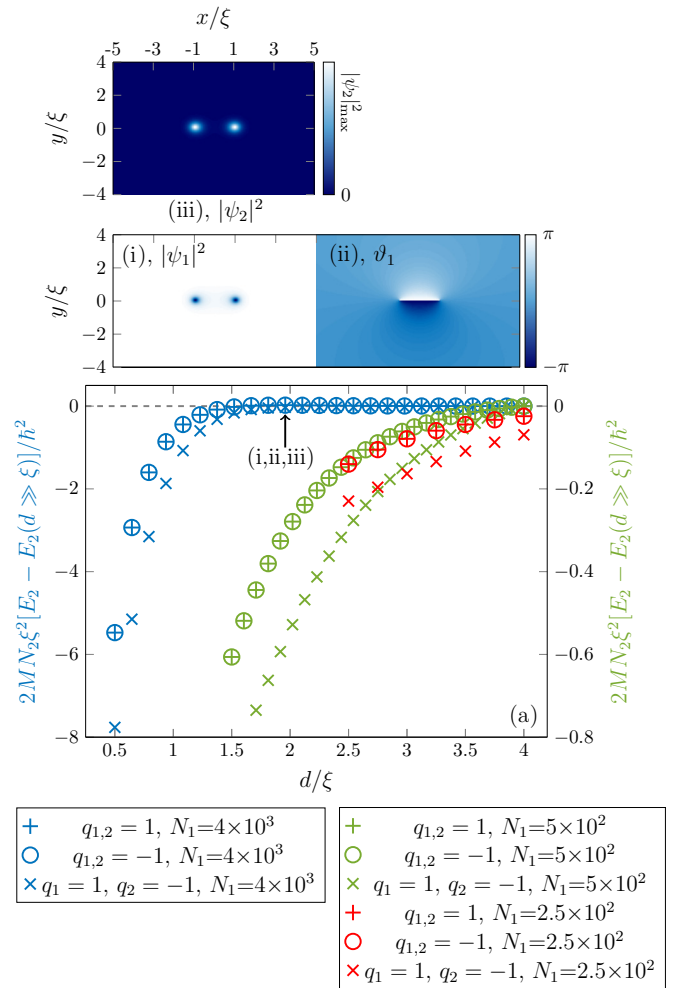 x/ξ
-5 -3 -1 1 3 5
y/ξ
4
2
0
−2
−4
|ψ₂|²max
0
(iii), |ψ₂|²
(i), |ψ₁|²
(ii), ϑ₁
y/ξ
4
2
0
−2
−4
π
−π
2MN₂ξ²[E₂ − E₂(d ≫ ξ)]/ħ²
0
−2
−4
−6
−8
(i,ii,iii)
(a)
0
−0.2
−0.4
−0.6
−0.8
2MN₂ξ²[E₂ − E₂(d ≫ ξ)]/ħ²
0.5 1 1.5 2 2.5 3 3.5 4
d/ξ
+ q₁,₂ = 1, N₁=4×10³
○ q₁,₂ = −1, N₁=4×10³
× q₁ = 1, q₂ = −1, N₁=4×10³
+ q₁,₂ = 1, N₁=5×10²
○ q₁,₂ = −1, N₁=5×10²
× q₁ = 1, q₂ = −1, N₁=5×10²
+ q₁,₂ = 1, N₁=2.5×10²
○ q₁,₂ = −1, N₁=2.5×10²
× q₁ = 1, q₂ = −1, N₁=2.5×10²